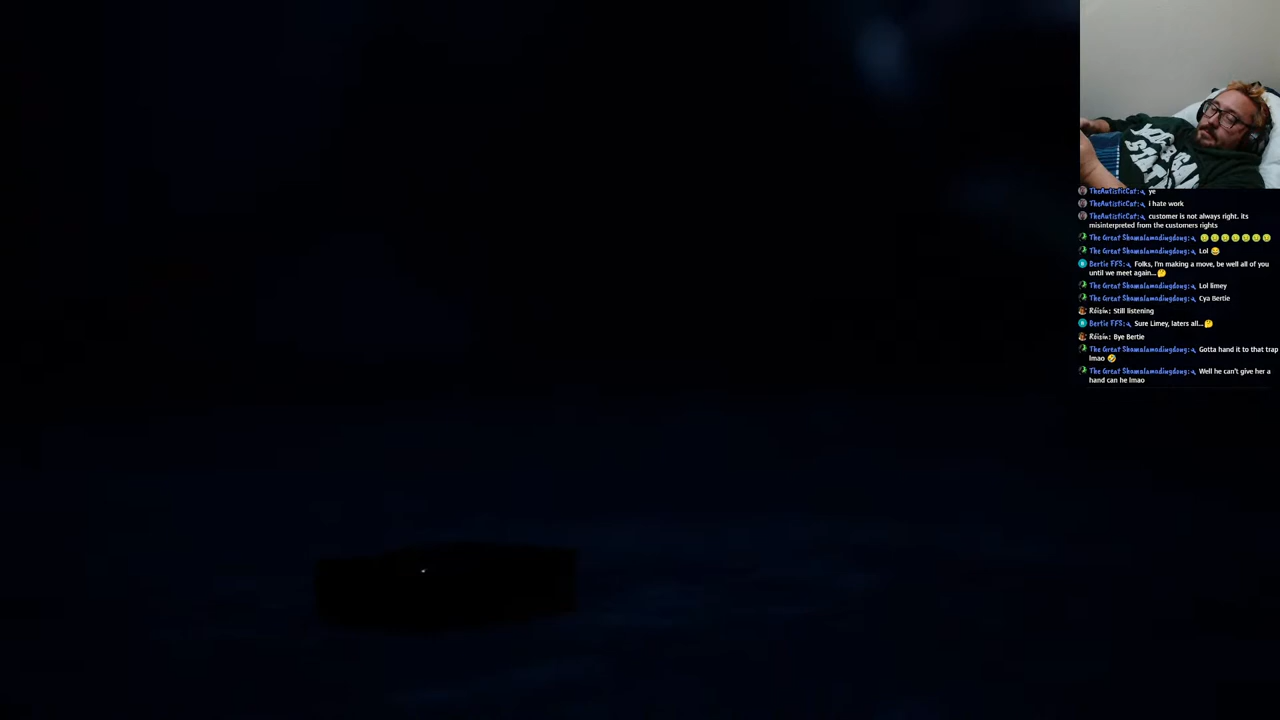 TheAutisticCat: ye
TheAutisticCat: i hate work
TheAutisticCat: customer is not always right. its
misinterpreted from the customers rights
The Great Shamalamadingdong:
The Great Shamalamadingdong: Lol
Bertie FFS: Folks, I'm making a move, be well all of you
until we meet again...
The Great Shamalamadingdong: Lol limey
The Great Shamalamadingdong: Cya Bertie
Róisín: Still listening
Bertie FFS: Sure Limey, laters all...
Róisín: Bye Bertie
The Great Shamalamadingdong: Gotta hand it to that trap
lmao
The Great Shamalamadingdong: Well he can't give her a
hand can he lmao